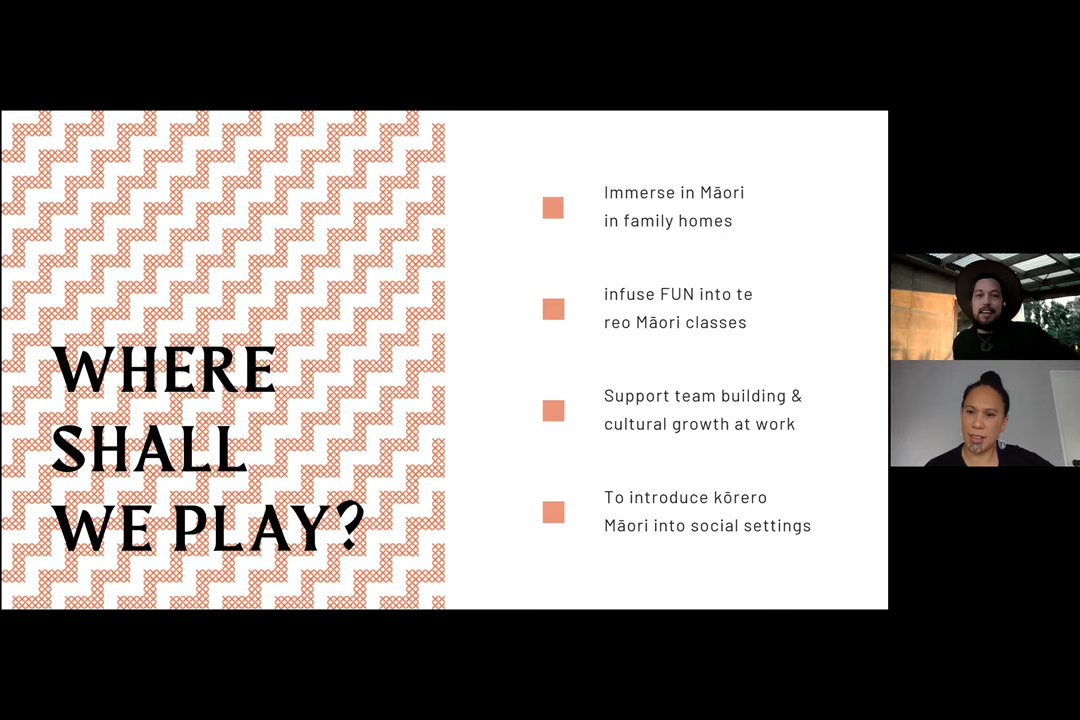 WHERE
SHALL
WE PLAY?
Immerse in Māori
in family homes
infuse FUN into te
reo Māori classes
Support team building &
cultural growth at work
To introduce kōrero
Māori into social settings